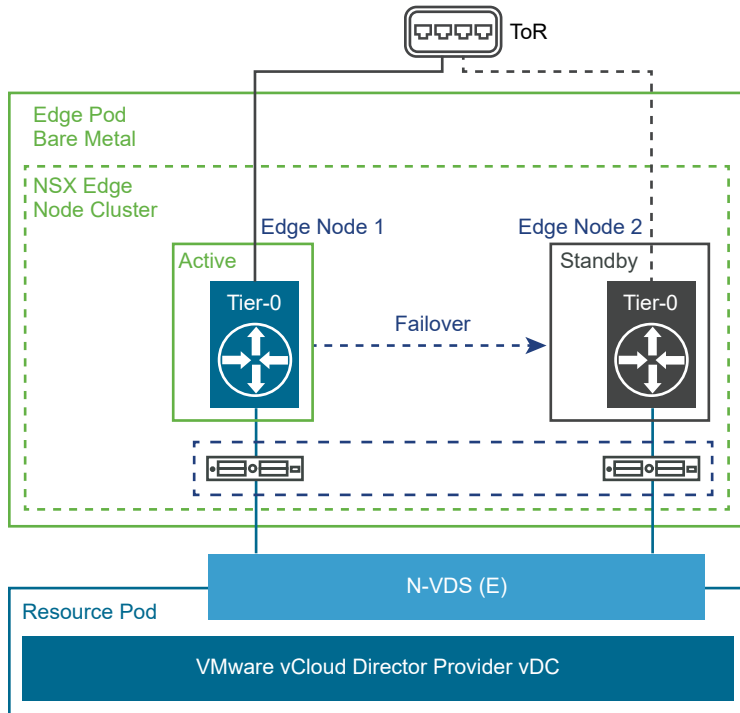 ToR
Edge Pod
Bare Metal
NSX Edge
Node Cluster
Edge Node 1
Edge Node 2
Active
Standby
Tier-0
Tier-0
Failover
N-VDS (E)
Resource Pod
VMware vCloud Director Provider vDC